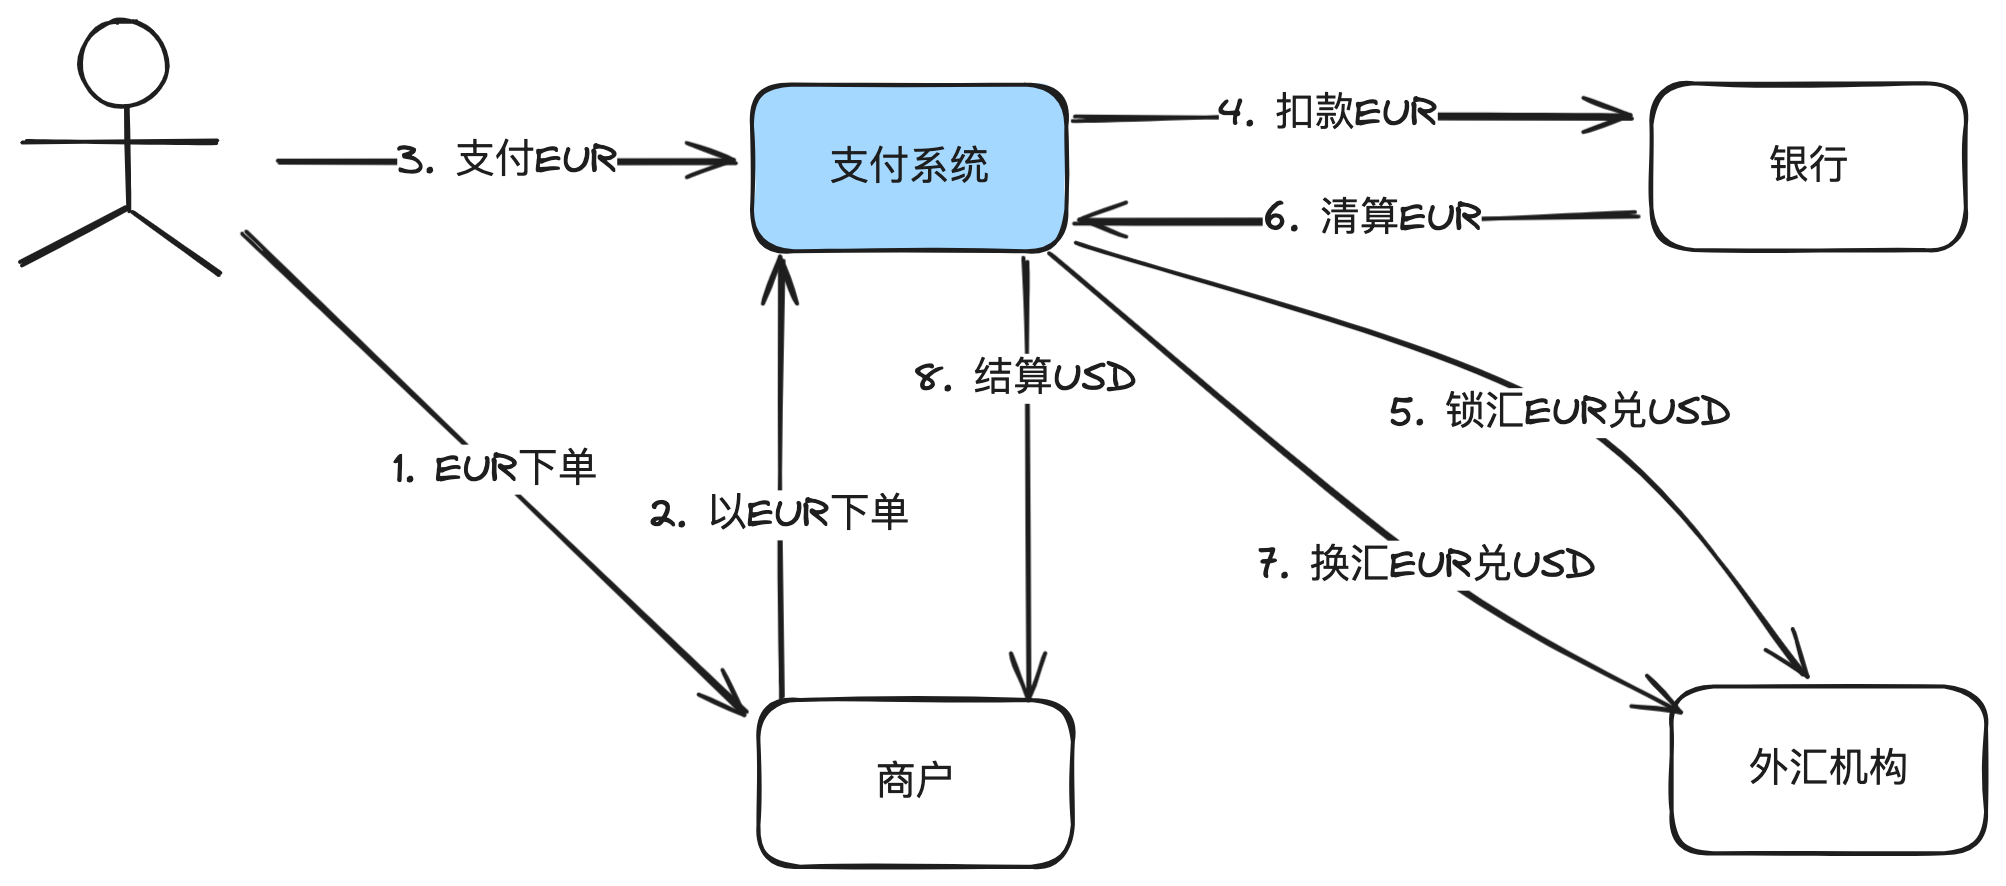 4. 扣款EUR
3. 支付EUR
支付系统
银行
6. 清算EUR
8. 结算USD
5. 锁汇EUR兑USD
1. EUR下单
2. 以EUR下单
7. 换汇EUR兑USD
商户
外汇机构